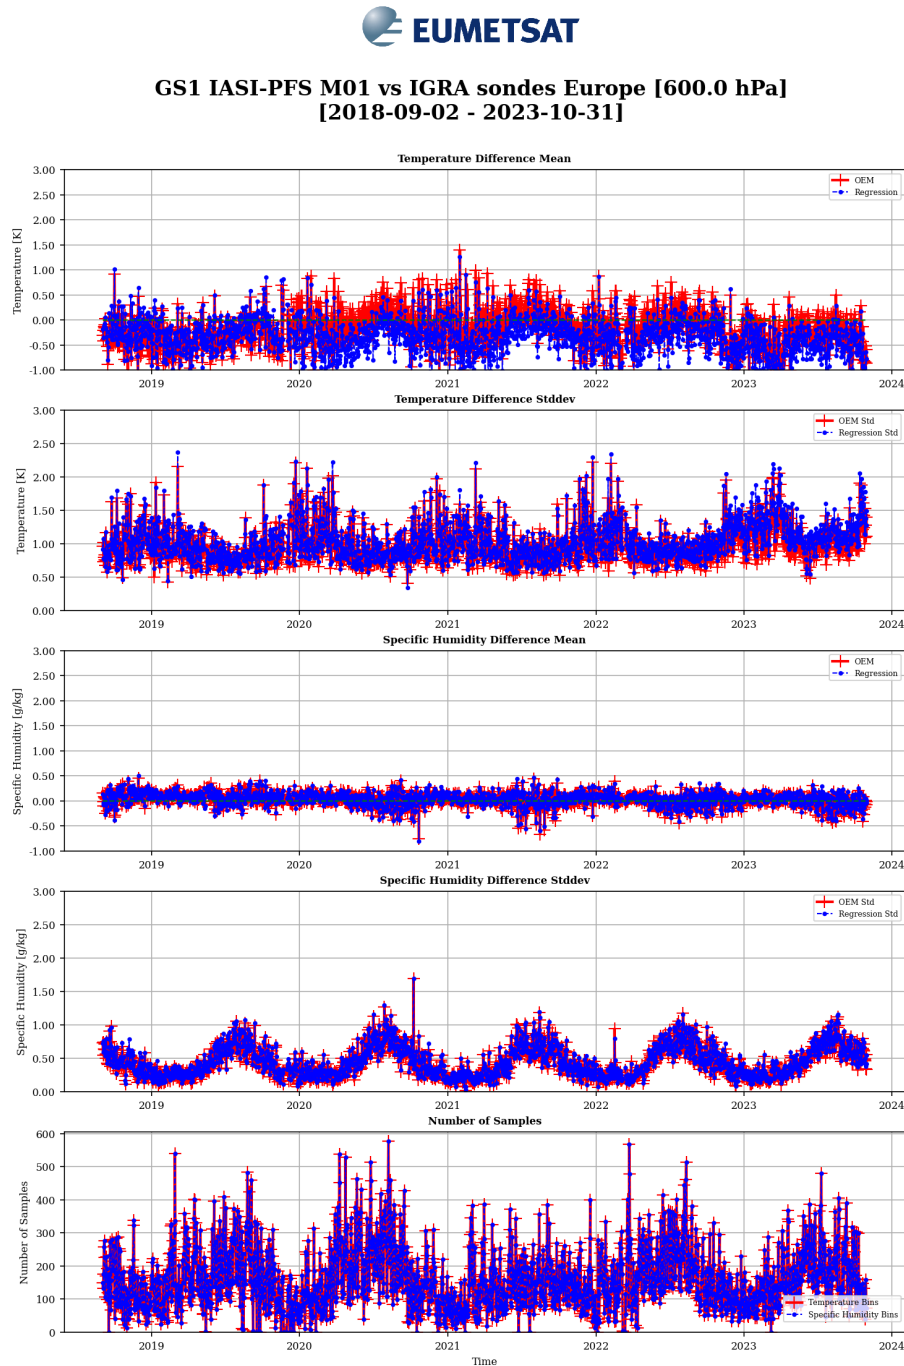 EUMETSAT
GS1 IASI-PFS M01 vs IGRA sondes Europe [600.0 hPa]
[2018-09-02 - 2023-10-31]
Temperature Difference Mean
3.00
2.50
2.00
1.50
1.00
0.50
0.00
-0.50
-1.00
Temperature [K]
OEM
Regression
2019
2020
2021
2022
2023
2024
Temperature Difference Stddev
3.00
2.50
2.00
1.50
1.00
0.50
0.00
Temperature [K]
OEM Std
Regression Std
2019
2020
2021
2022
2023
2024
Specific Humidity Difference Mean
3.00
2.50
2.00
1.50
1.00
0.50
0.00
-0.50
-1.00
Specific Humidity [g/kg]
OEM
Regression
2019
2020
2021
2022
2023
2024
Specific Humidity Difference Stddev
3.00
2.50
2.00
1.50
1.00
0.50
0.00
Specific Humidity [g/kg]
OEM Std
Regression Std
2019
2020
2021
2022
2023
2024
Number of Samples
600
500
400
300
200
100
0
Number of Samples
Temperature Bins
Specific Humidity Bins
2019
2020
2021
2022
2023
2024
Time